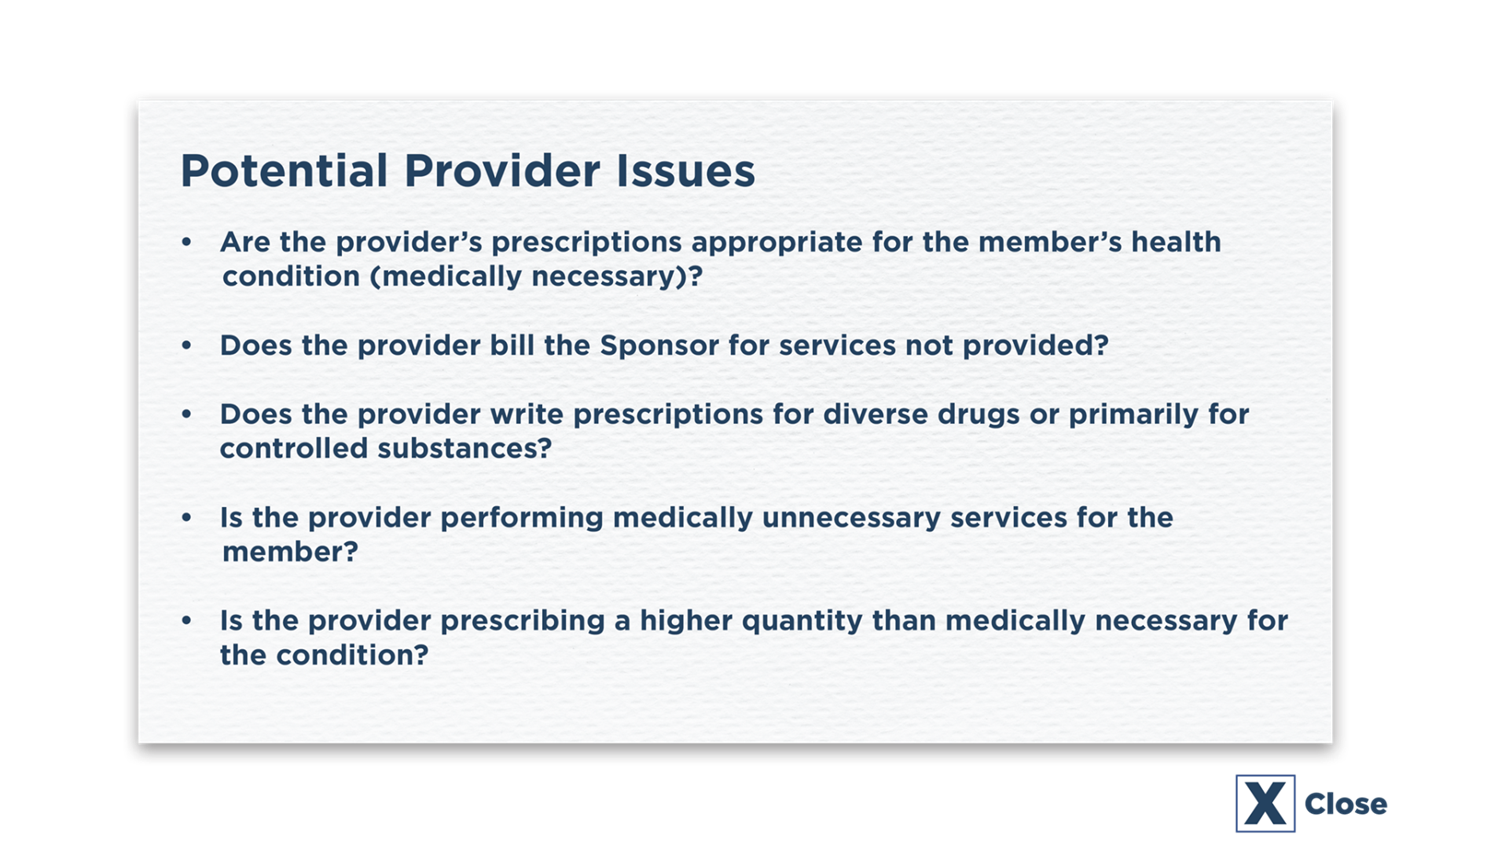 Potential Provider Issues
• Are the provider’s prescriptions appropriate for the member’s health
condition (medically necessary)?
• Does the provider bill the Sponsor for services not provided?
• Does the provider write prescriptions for diverse drugs or primarily for
controlled substances?
• Is the provider performing medically unnecessary services for the
member?
• Is the provider prescribing a higher quantity than medically necessary for
the condition?
X Close